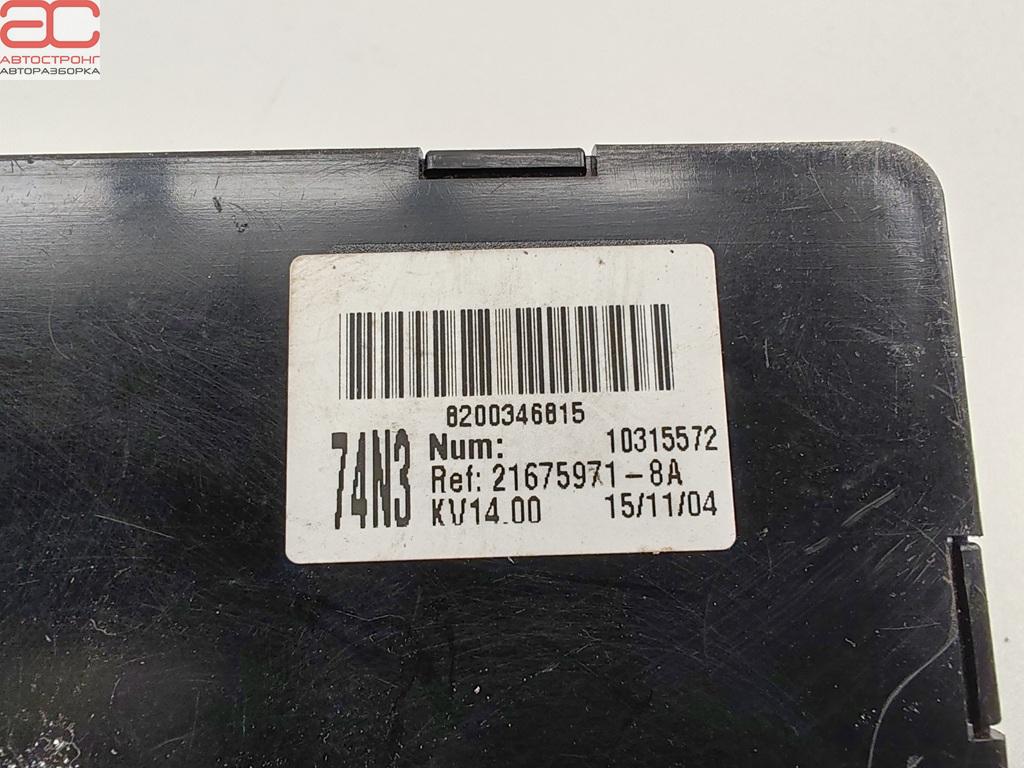 АС
АВТОСТРОНГ
АВТОРАЗБОРКА
8200346815
74N3
Num: 10315572
Ref: 21675971-8A
KV14.00 15/11/04